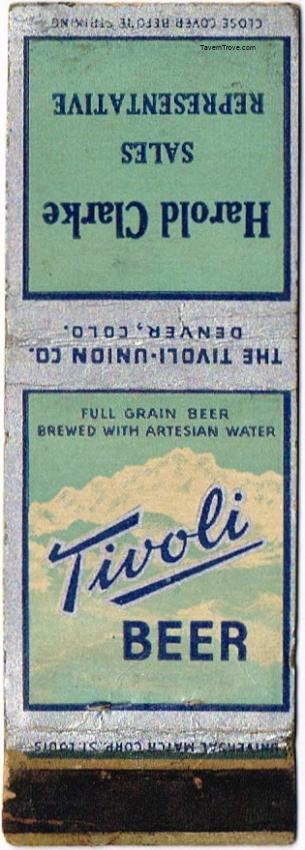 CLOSE COVER BEFORE STRIKING
TavernTrove.com
Harold Clarke
SALES
REPRESENTATIVE
THE TIVOLI-UNION CO.
DENVER, COLO.
FULL GRAIN BEER
BREWED WITH ARTESIAN WATER
Tivoli
BEER
UNIVERSAL MATCH CORP. ST. LOUIS